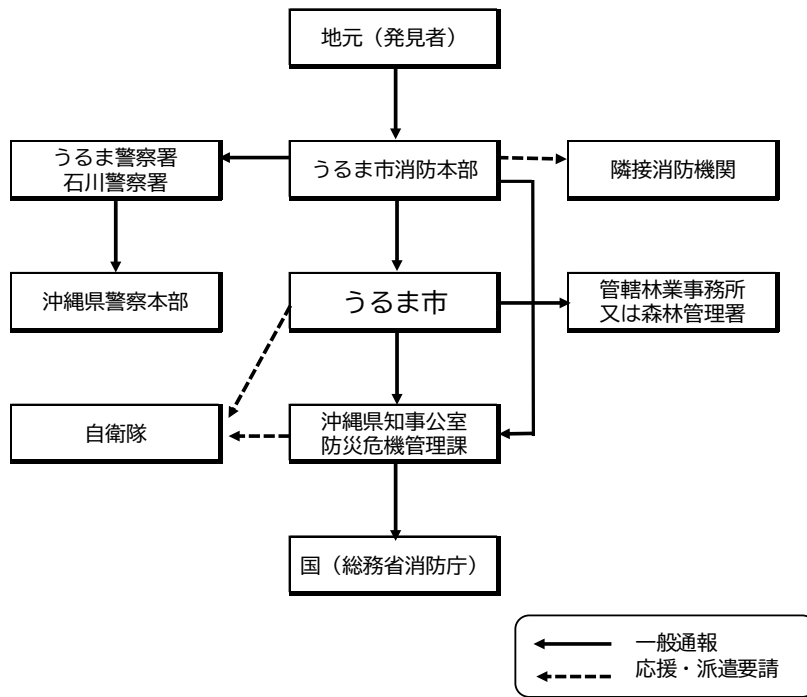 地元（発見者）
うるま警察署
石川警察署
うるま市消防本部
隣接消防機関
沖縄県警察本部
うるま市
管轄林業事務所
又は森林管理署
自衛隊
沖縄県知事公室
防災危機管理課
国（総務省消防庁）
一般通報
応援・派遣要請